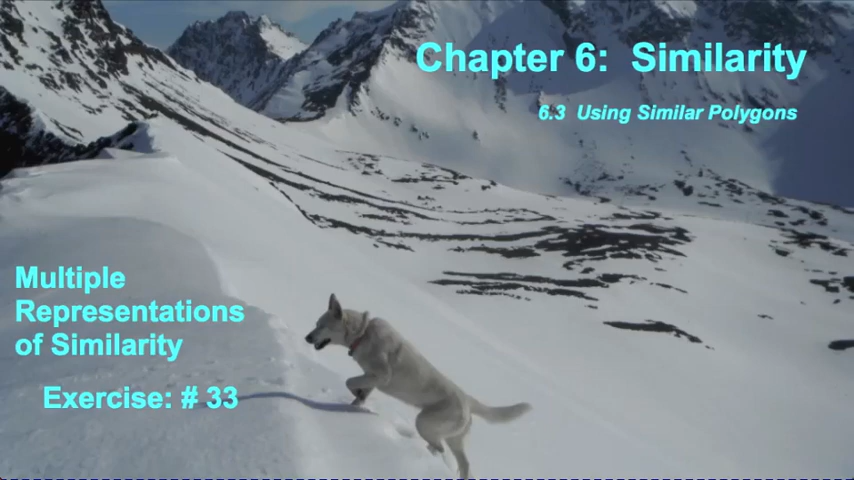 Chapter 6:  Similarity
6.3  Using Similar Polygons
Multiple
Representations
of Similarity
Exercise: # 33